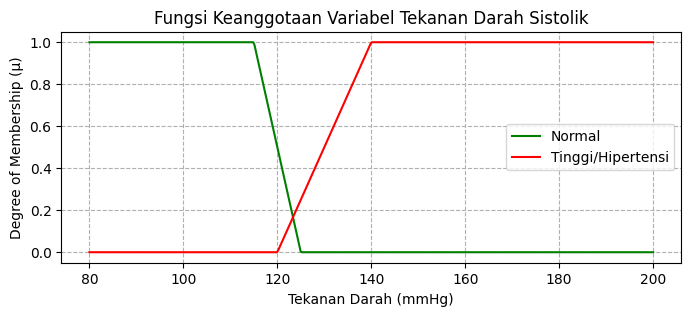 Fungsi Keanggotaan Variabel Tekanan Darah Sistolik
Degree of Membership (μ)
1.0
0.8
0.6
0.4
0.2
0.0
Normal
Tinggi/Hipertensi
80 100 120 140 160 180 200
Tekanan Darah (mmHg)